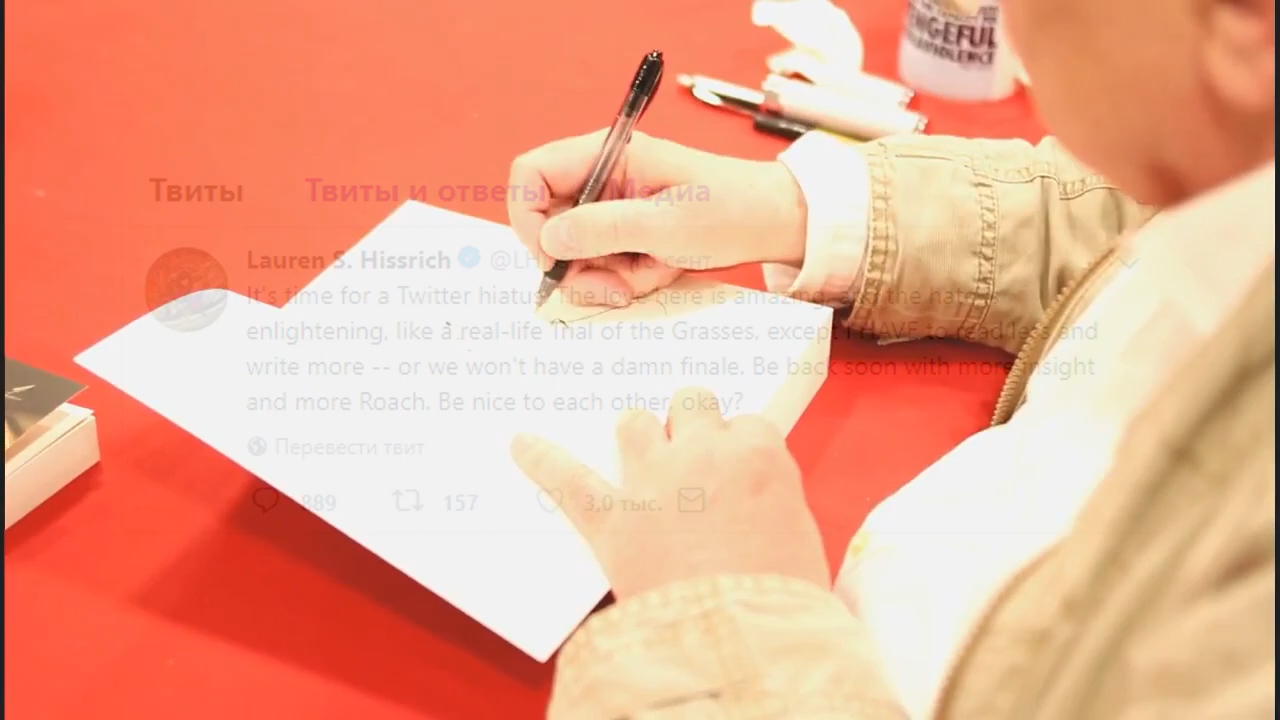 ENGEFUL
Твиты Твиты и ответы Медиа
Lauren S. Hissrich @LH сент
It's time for a Twitter hiatus. The love here is amazing, the hate is
enlightening, like a real-life Trial of the Grasses, except I HAVE to read less and
write more -- or we won't have a damn finale. Be back soon with more insight
and more Roach. Be nice to each other, okay?
Перевести твит
889 157 3,0 тыс.